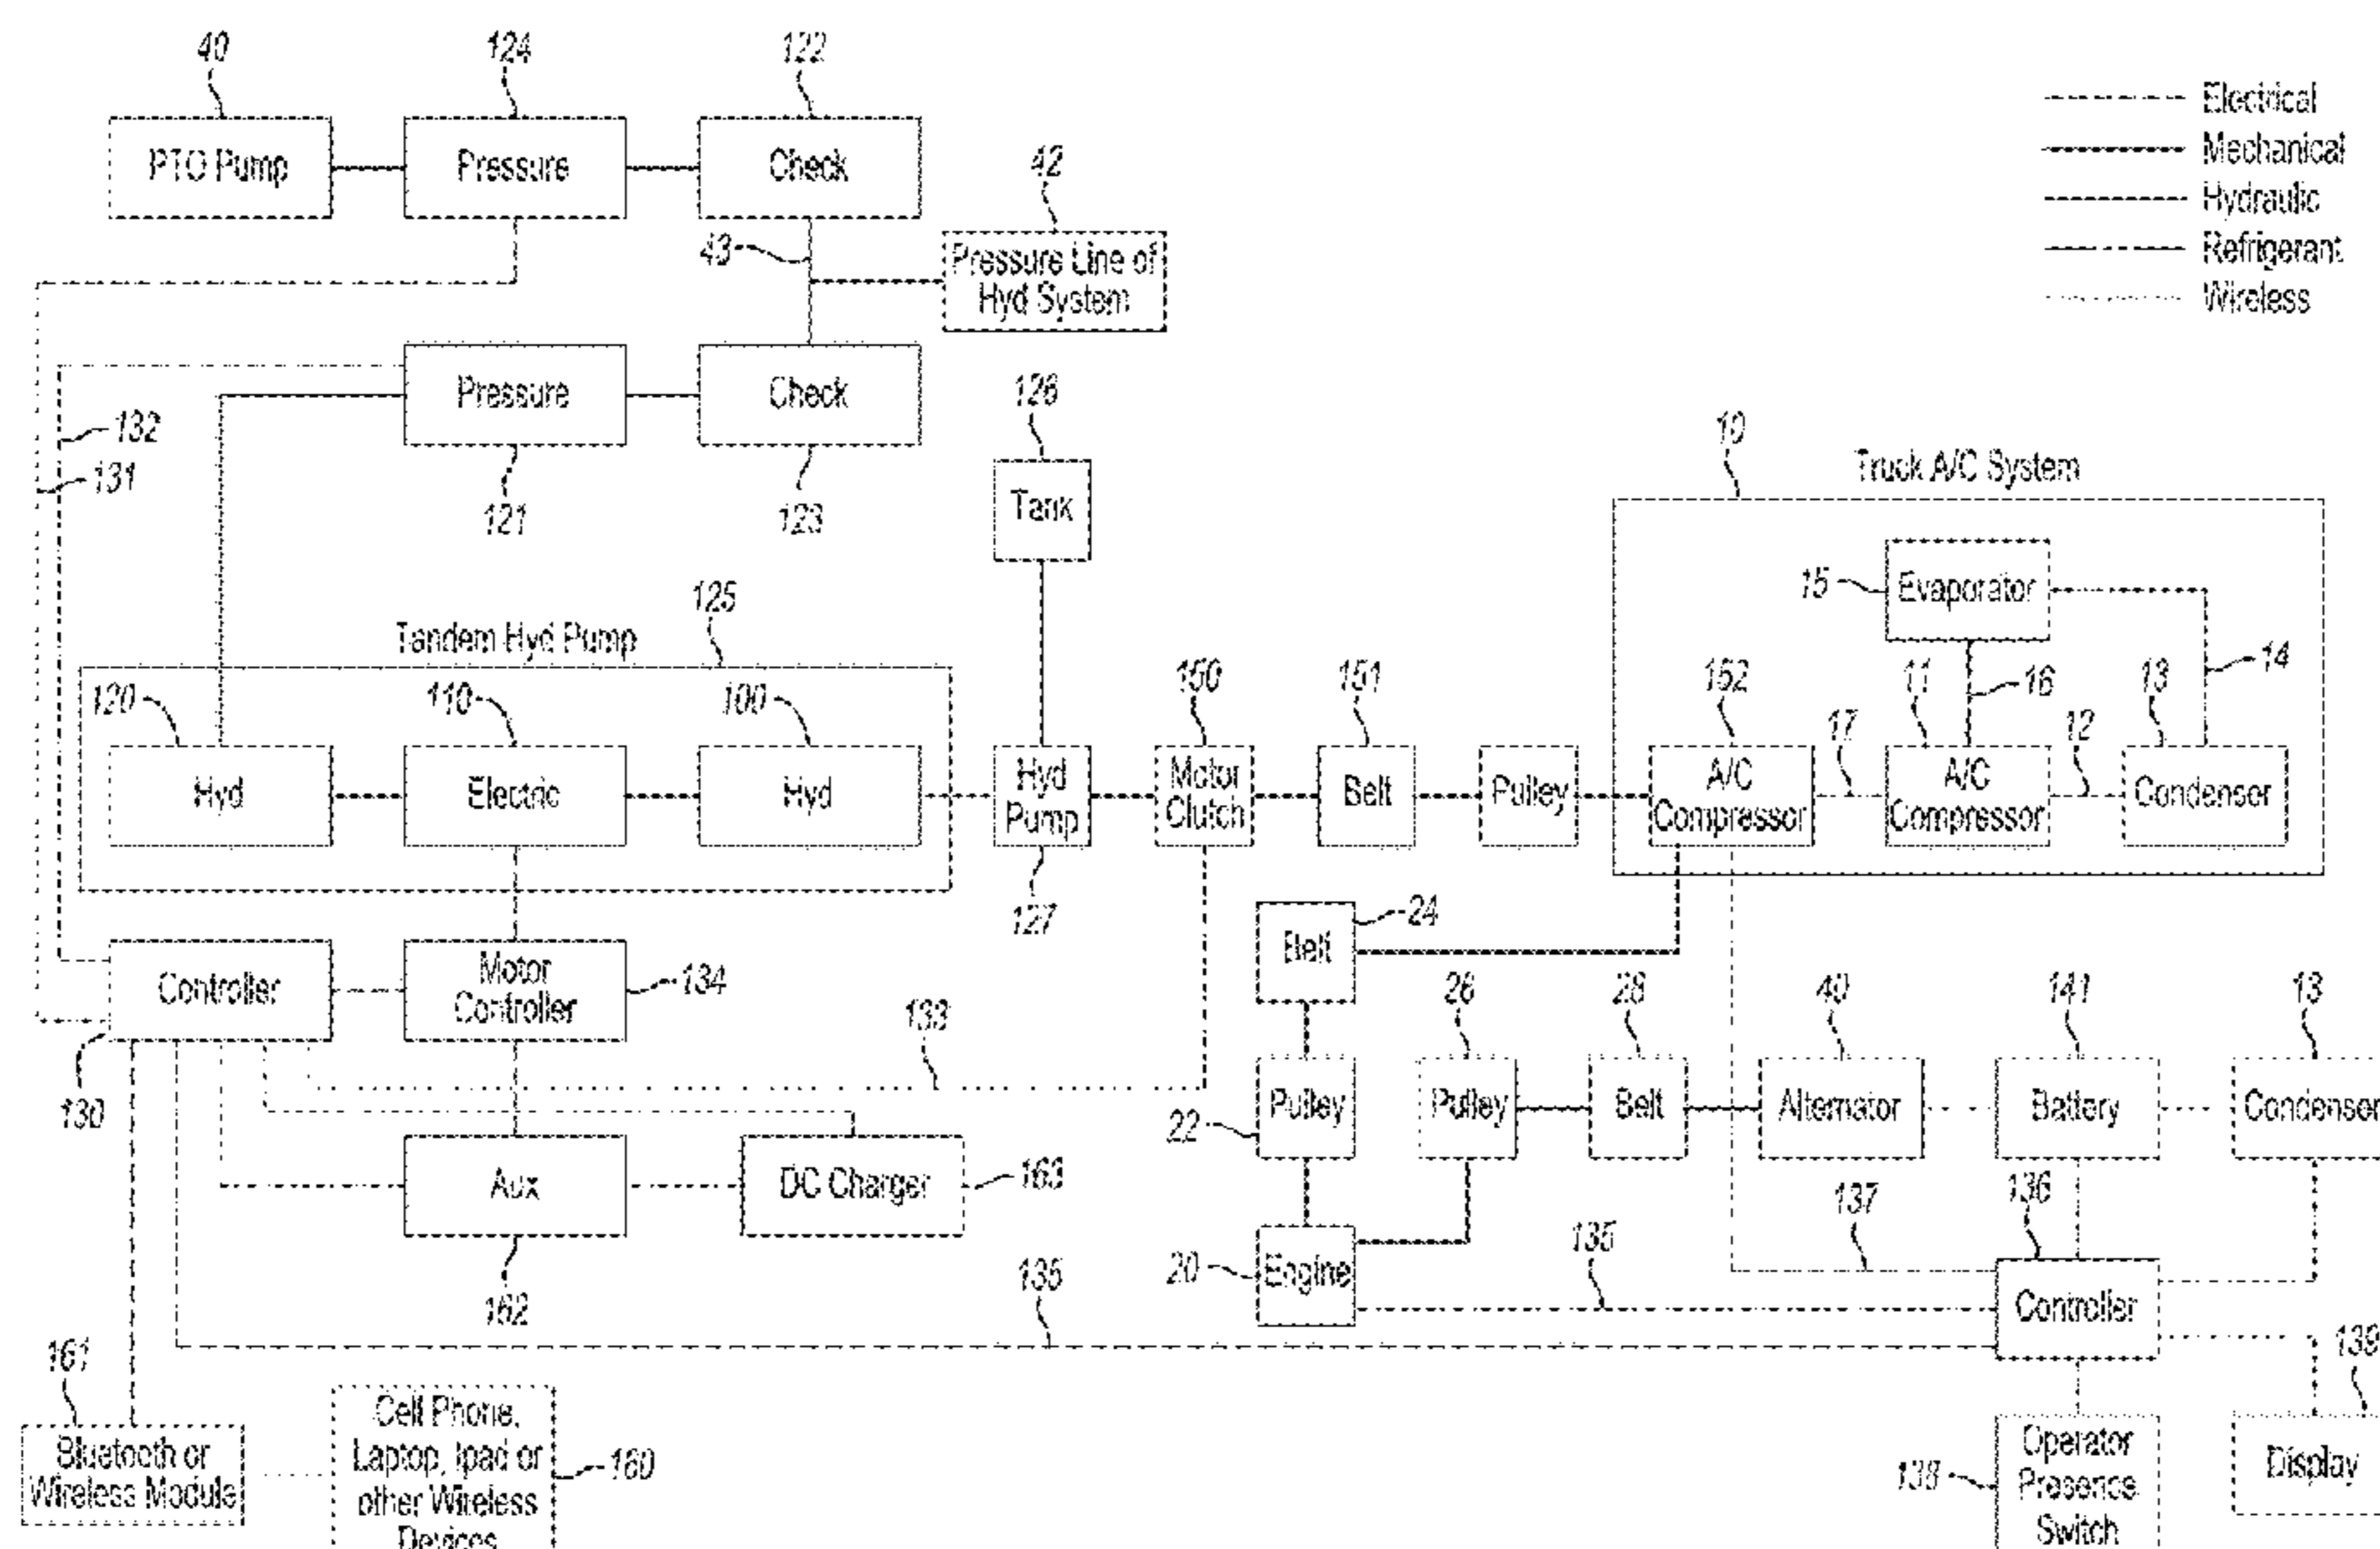 40
124
122
PTO Pump
Pressure
Check
42
43
Pressure Line of
Hyd System
Electrical
Mechanical
Hydraulic
Refrigerant
Wireless
Pressure
Check
132
131
121
123
126
Tank
10
Truck A/C System
Evaporator
15
14
16
125
Tandem Hyd Pump
120
110
100
150
151
152
17
11
12
13
Hyd
Electric
Hyd
Hyd
Pump
Motor
Clutch
Belt
Pulley
A/C
Compressor
A/C
Compressor
Condenser
127
24
Belt
Controller
Motor
Controller
134
133
26
28
40
141
13
130
Pulley
22
Pulley
Belt
Alternator
Battery
Condenser
Aux
DC Charger
163
162
137
136
135
135
20
Engine
Controller
161
139
Bluetooth or
Wireless Module
Cell Phone,
Laptop, Ipad or
other Wireless
Devices
160
138
Operator
Presence
Switch
Display